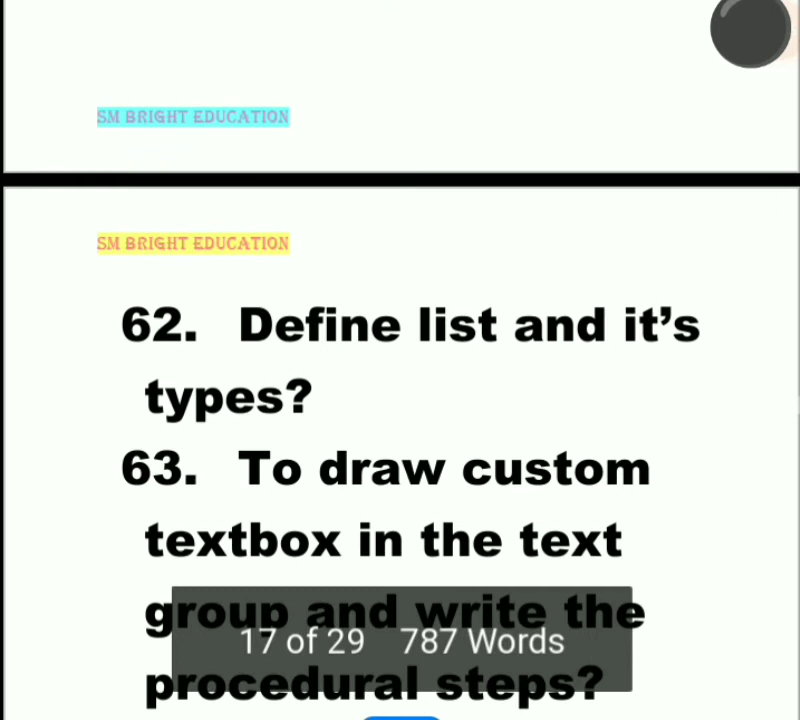 SM BRIGHT EDUCATION
SM BRIGHT EDUCATION
62. Define list and it’s
types?
63. To draw custom
textbox in the text
group and write the
17 of 29 787 Words
procedural steps?